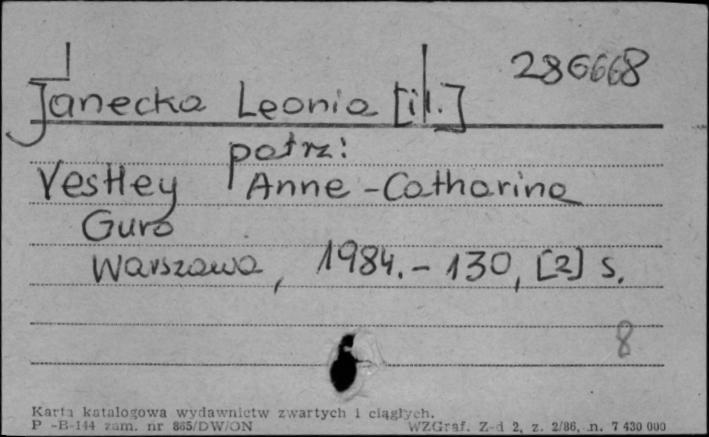 286668
Janecka Leonia [il.]
patrz:
Vestley Anne-Catharina
Guro
Warszawa, 1984.- 130, [2] s.
8
Karta katalogowa wydawnictw zwartych i ciągłych.
P -B-144 zam. nr 865/DW/ON WZGraf. Z-d 2, z. 2/86, n. 7 430 000